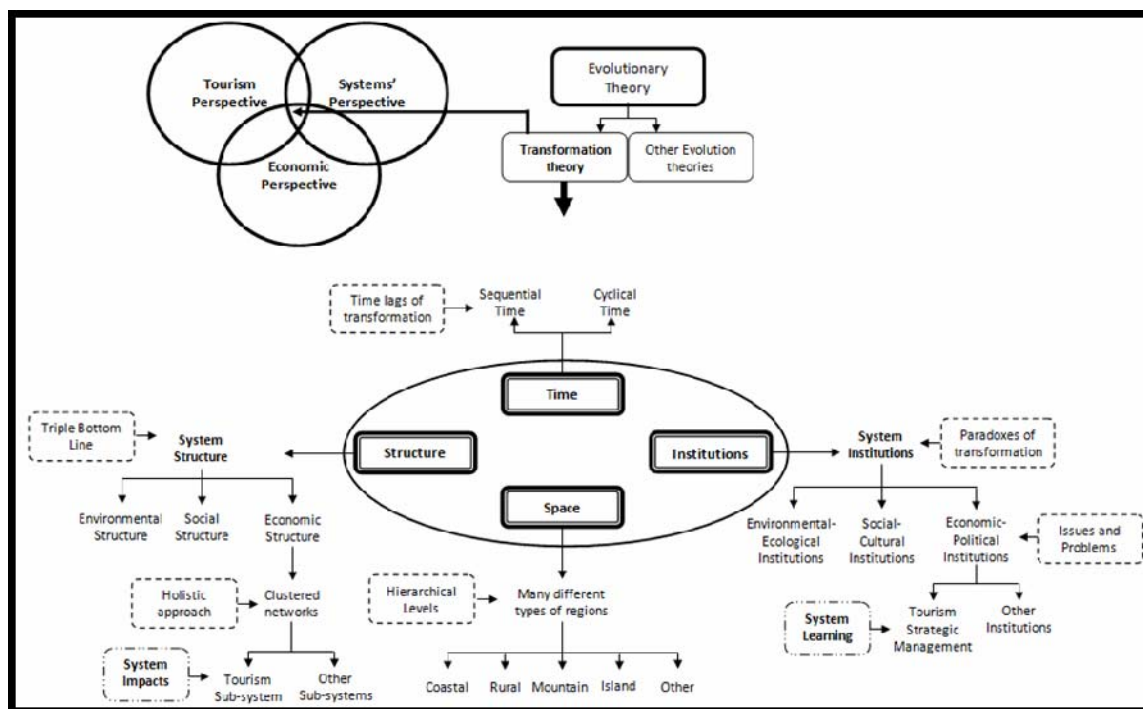 Tourism
Perspective
Systems'
Perspective
Economic
Perspective
Evolutionary
Theory
Transformation
theory
Other Evolution
theories
Time lags of
transformation
Sequential
Time
Cyclical
Time
Time
Structure
Institutions
Space
Triple Bottom
Line
System
Structure
System
Institutions
Paradoxes of
transformation
Environmental
Structure
Social
Structure
Economic
Structure
Environmental-
Ecological
Institutions
Social-
Cultural
Institutions
Economic-
Political
Institutions
Issues and
Problems
Holistic
approach
Clustered
networks
Hierarchical
Levels
Many different
types of regions
System
Learning
Tourism
Strategic
Management
Other
Institutions
System
Impacts
Tourism
Sub-system
Other
Sub-systems
Coastal
Rural
Mountain
Island
Other